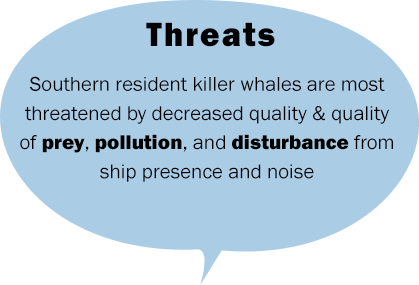 Threats
Southern resident killer whales are most
threatened by decreased quality & quality
of prey, pollution, and disturbance from
ship presence and noise